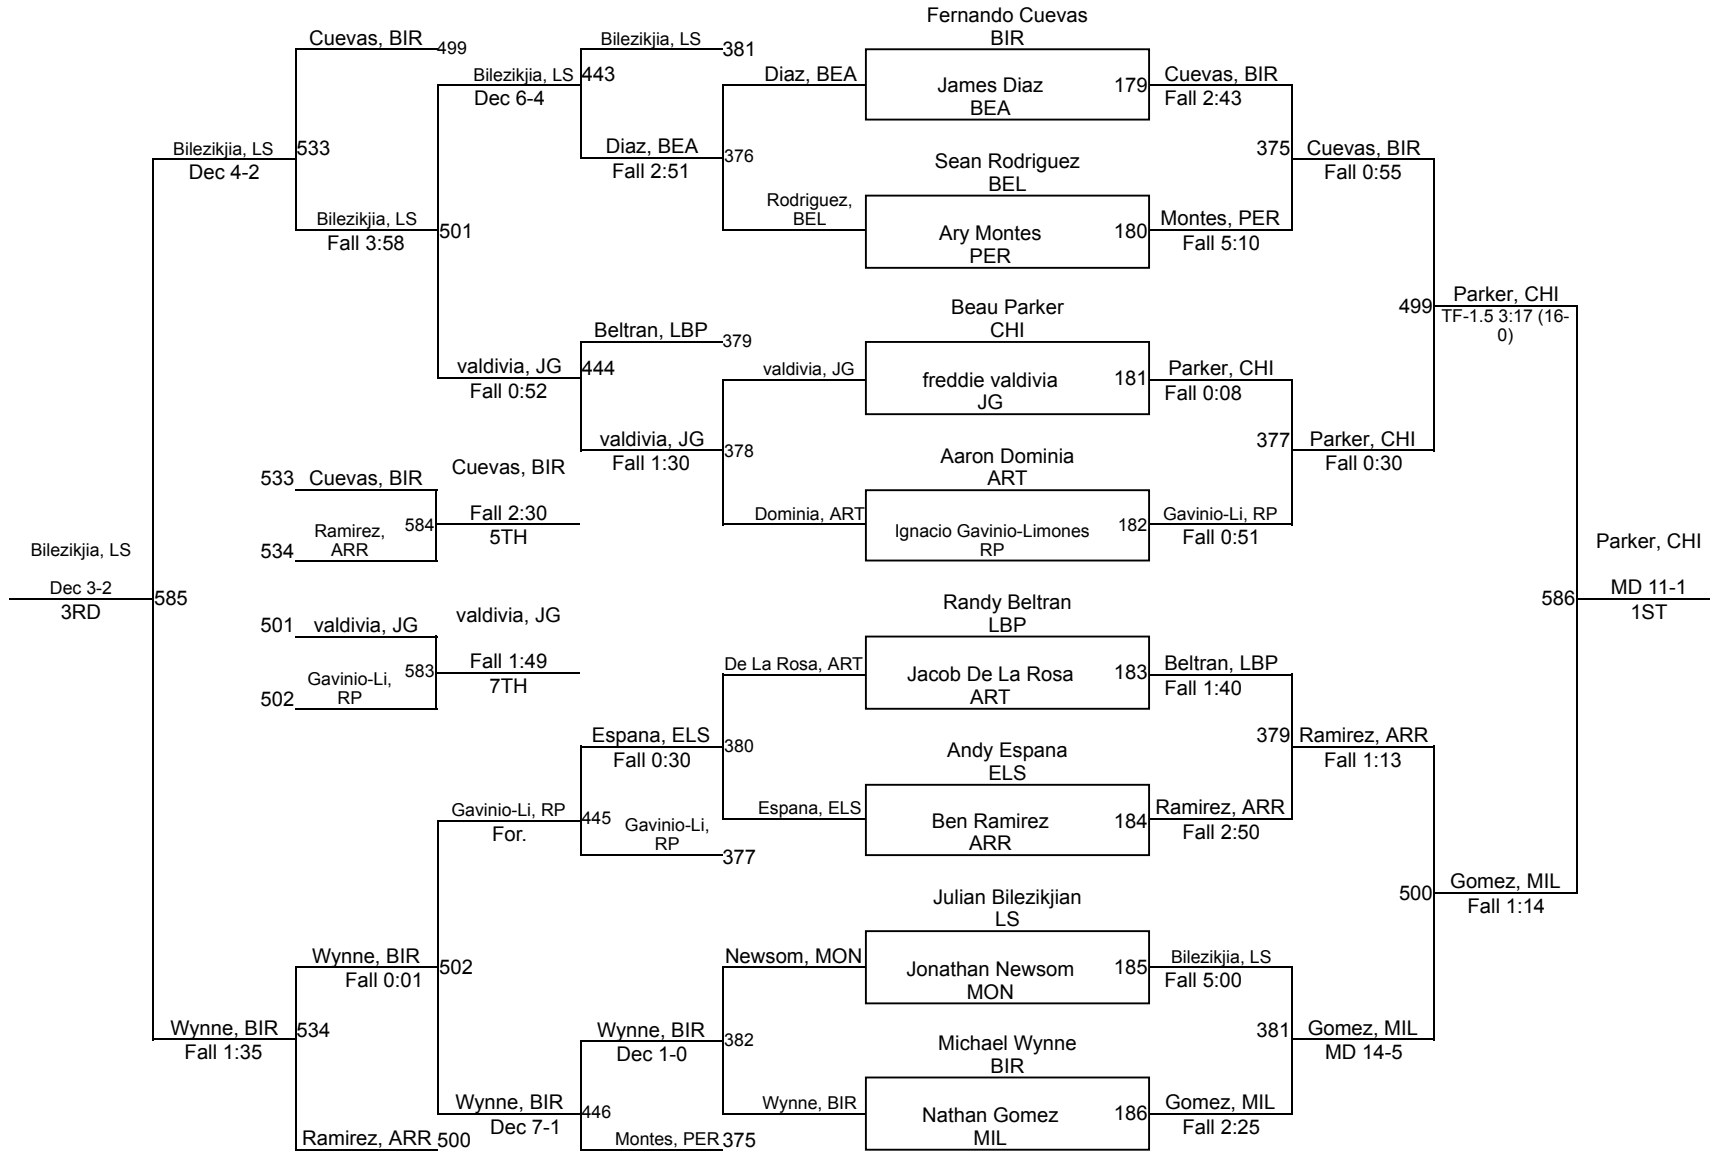 Fernando Cuevas
BIR
Cuevas, BIR
499
Bilezikjia, LS
381
Bilezikjia, LS
443
Dec 6-4
Diaz, BEA
James Diaz
BEA
179
Cuevas, BIR
Fall 2:43
Bilezikjia, LS
533
Dec 4-2
Diaz, BEA
376
Fall 2:51
Sean Rodriguez
BEL
375
Cuevas, BIR
Fall 0:55
Bilezikjia, LS
501
Fall 3:58
Rodriguez,
BEL
Ary Montes
PER
180
Montes, PER
Fall 5:10
Beau Parker
CHI
499
Parker, CHI
TF-1.5 3:17 (16-
0)
Beltran, LBP
379
valdivia, JG
444
Fall 0:52
valdivia, JG
freddie valdivia
JG
181
Parker, CHI
Fall 0:08
valdivia, JG
378
Fall 1:30
Aaron Dominia
ART
377
Parker, CHI
Fall 0:30
533
Cuevas, BIR
Cuevas, BIR
584
Fall 2:30
5TH
534
Ramirez,
ARR
Dominia, ART
Ignacio Gavinio-Limones
RP
182
Gavinio-Li, RP
Fall 0:51
Bilezikjia, LS
Dec 3-2
3RD
585
Parker, CHI
586
MD 11-1
1ST
Randy Beltran
LBP
501
valdivia, JG
valdivia, JG
583
Fall 1:49
7TH
502
Gavinio-Li,
RP
De La Rosa, ART
Jacob De La Rosa
ART
183
Beltran, LBP
Fall 1:40
Espana, ELS
380
Fall 0:30
Andy Espana
ELS
379
Ramirez, ARR
Fall 1:13
Gavinio-Li, RP
445
For.
Gavinio-Li,
RP
377
Espana, ELS
Ben Ramirez
ARR
184
Ramirez, ARR
Fall 2:50
Julian Bilezikjian
LS
500
Gomez, MIL
Fall 1:14
Wynne, BIR
502
Fall 0:01
Newsom, MON
Jonathan Newsom
MON
185
Bilezikjia, LS
Fall 5:00
Wynne, BIR
534
Fall 1:35
Wynne, BIR
382
Dec 1-0
Michael Wynne
BIR
381
Gomez, MIL
MD 14-5
Wynne, BIR
446
Dec 7-1
Wynne, BIR
Nathan Gomez
MIL
186
Gomez, MIL
Fall 2:25
Ramirez, ARR
500
Montes, PER
375